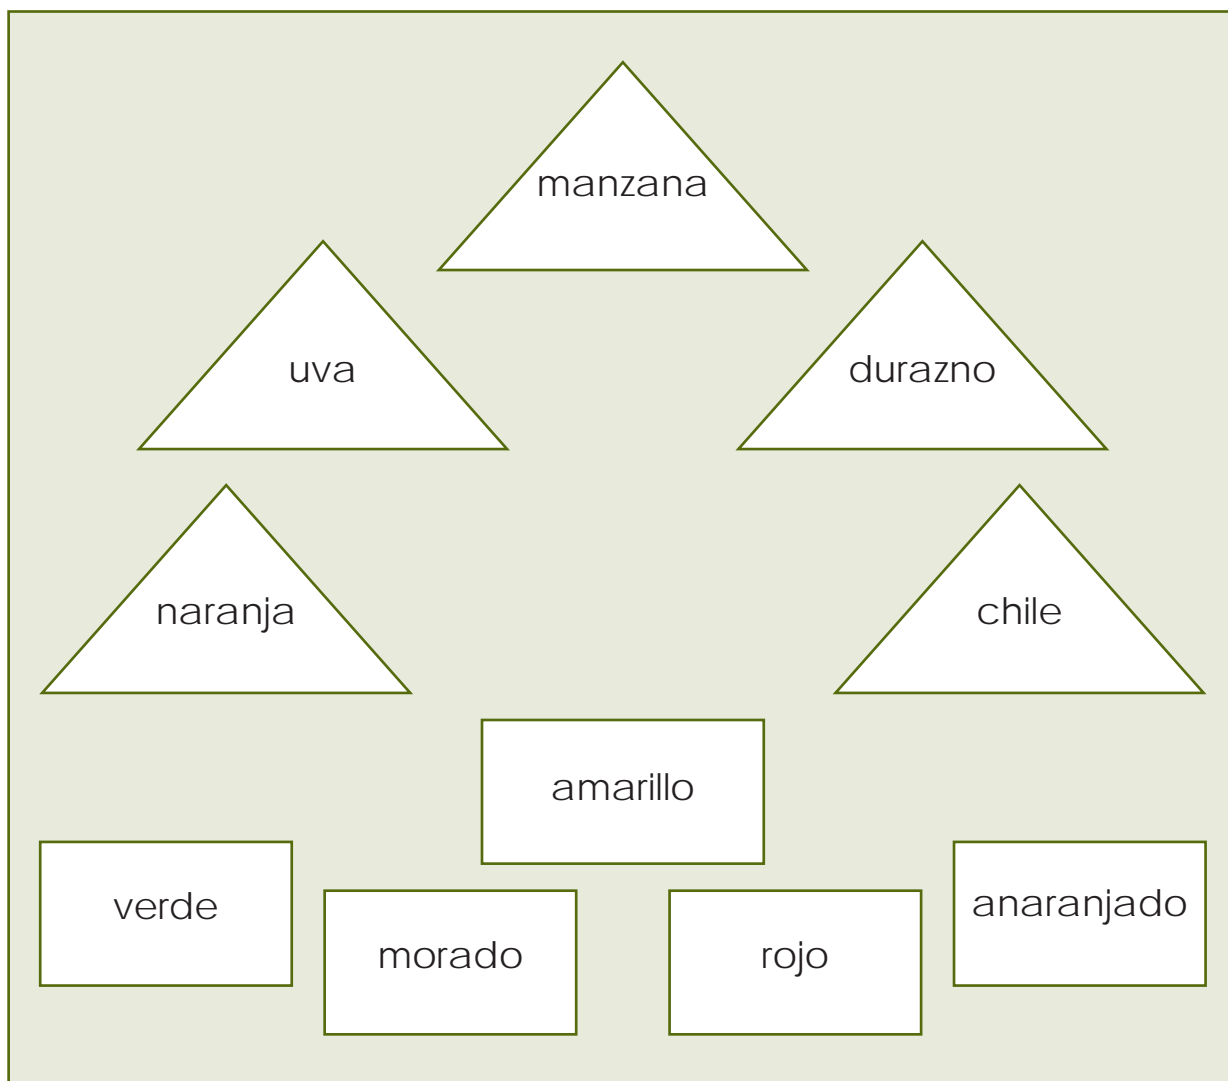 manzana
uva
durazno
naranja
chile
amarillo
verde
anaranjado
morado
rojo